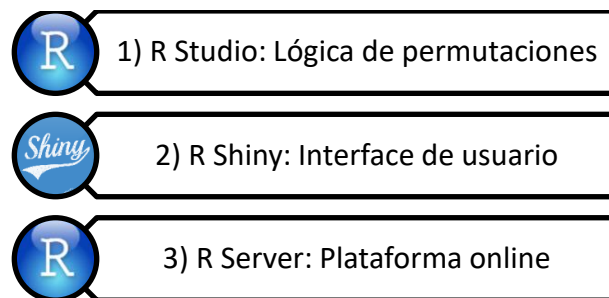 R
1) R Studio: Lógica de permutaciones
Shiny
2) R Shiny: Interface de usuario
R
3) R Server: Plataforma online